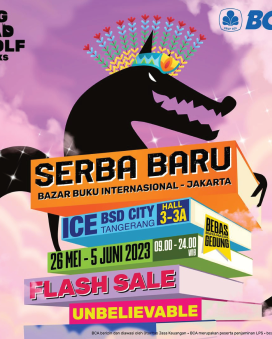 SERBA BARU
BAZAR BUKU INTERNASIONAL - JAKARTA
ICE BSD CITY TANGERANG HALL 3-3A
26 MEI - 5 JUNI 2023 09.00 - 24.00 WIB
BEBAS
GEDUNG
FLASH SALE
UNBELIEVABLE